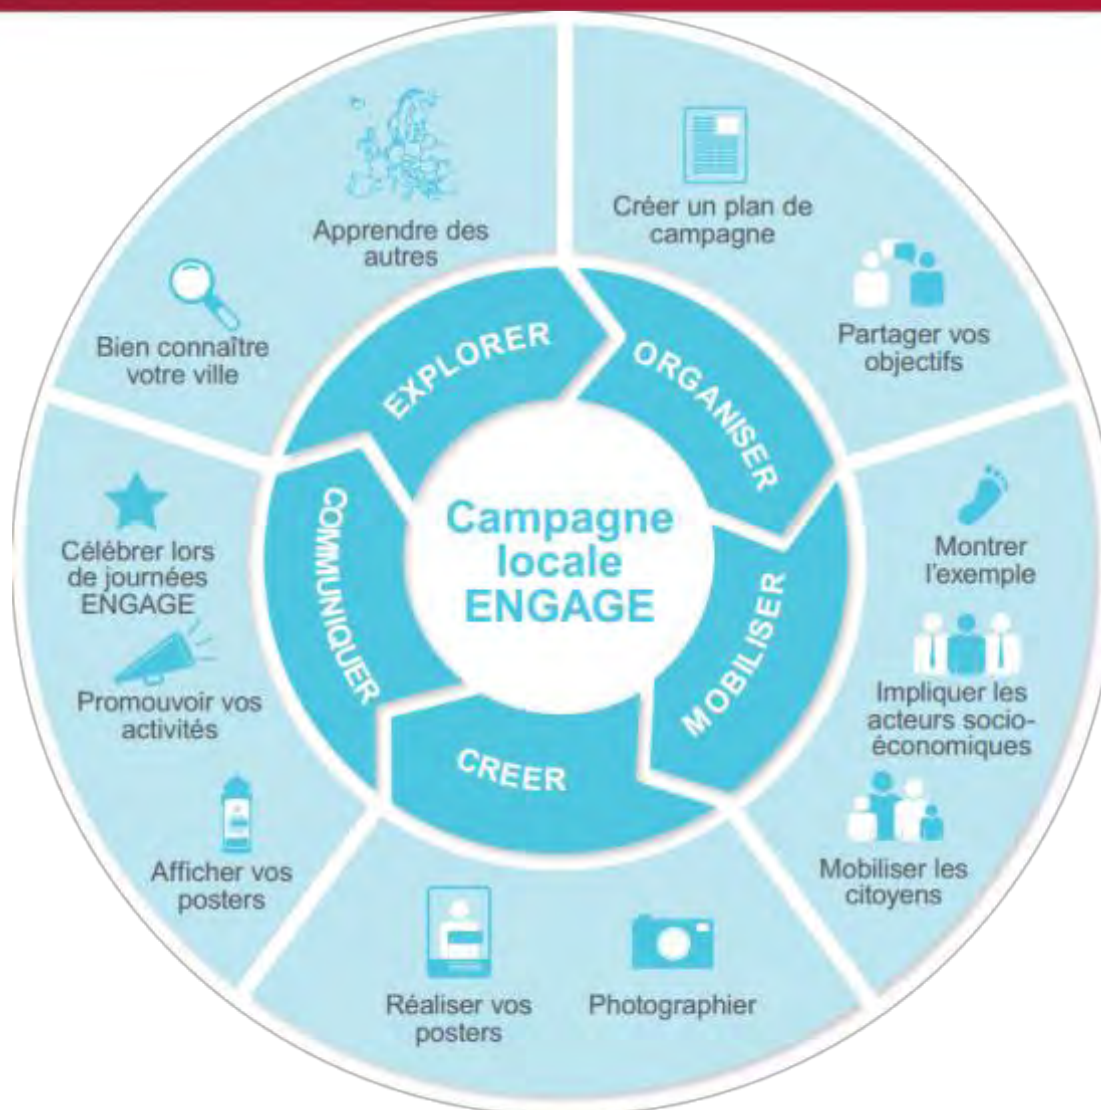 Apprendre des
autres
Bien connaître
votre ville
Créer un plan de
campagne
Partager vos
objectifs
EXPLORER
ORGANISER
MOBILISER
CREER
COMMUNIQUER
Campagne
locale
ENGAGE
Montrer
l'exemple
Impliquer les
acteurs socio-
économiques
Mobiliser les
citoyens
Photographier
Réaliser vos
posters
Afficher vos
posters
Promouvoir vos
activités
Célébrer lors
de journées
ENGAGE